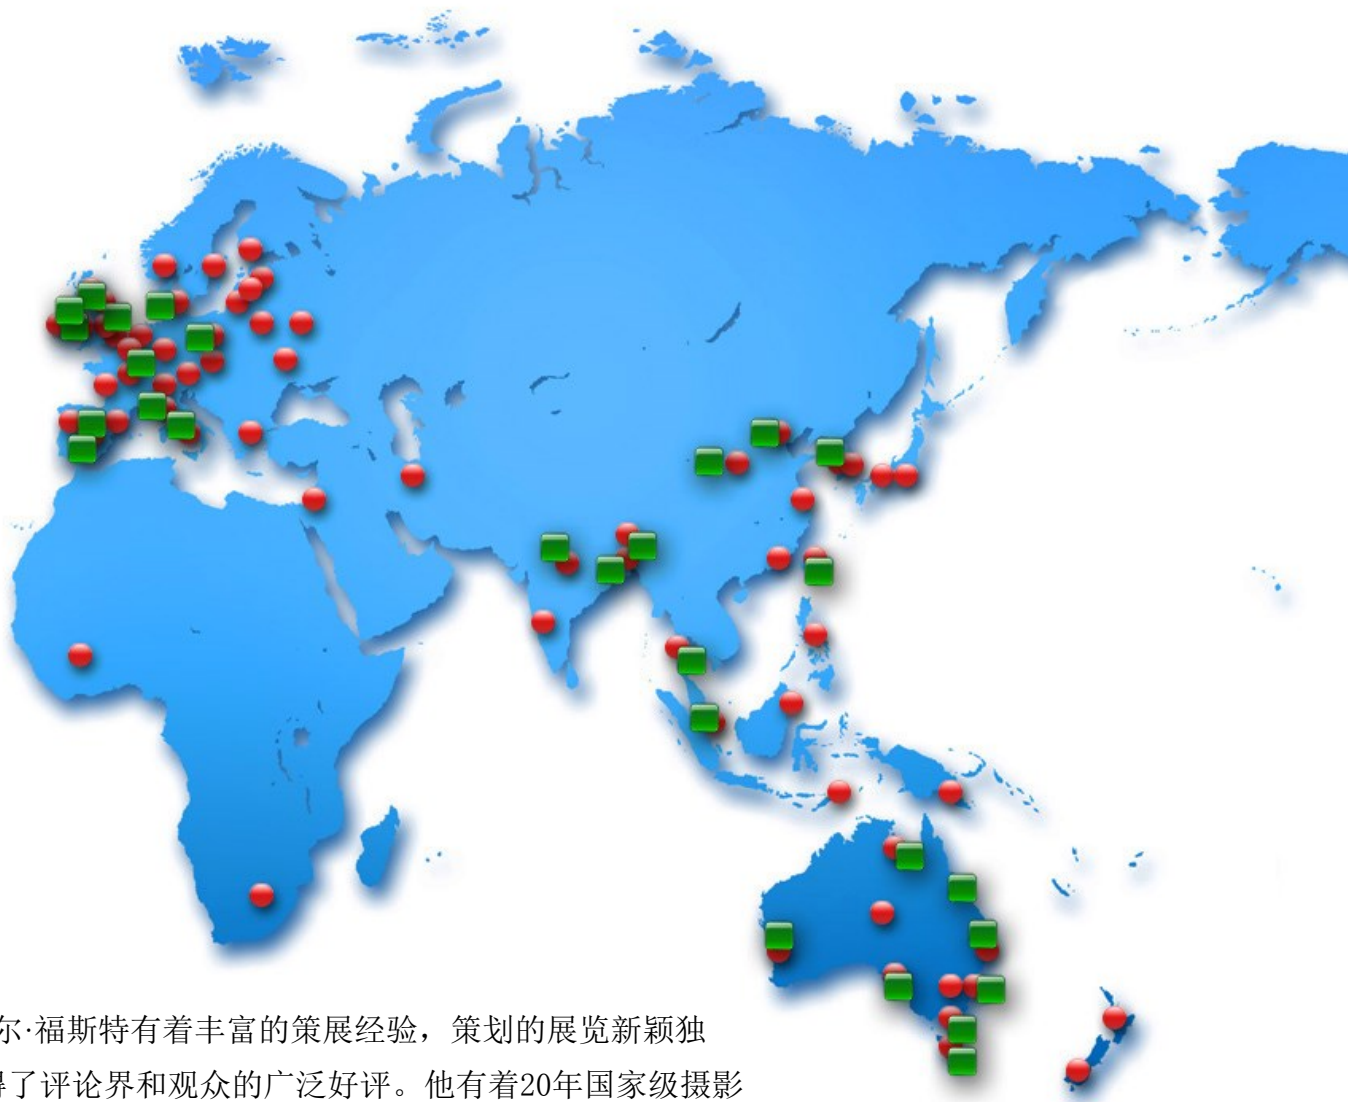 尔·福斯特有着丰富的策展经验，策划的展览新颖独
得了评论界和观众的广泛好评。他有着20年国家级摄影